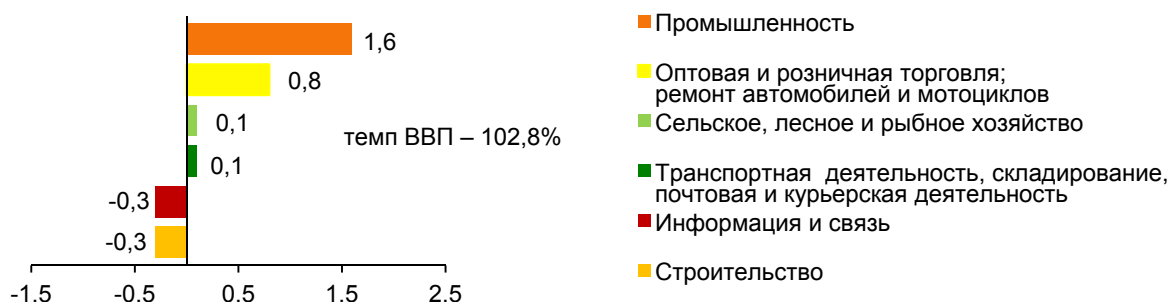 1,6
0,8
0,1
0,1
-0,3
-0,3
темп ВВП – 102,8%
-1.5 -0.5 0.5 1.5 2.5
Промышленность
Оптовая и розничная торговля;
ремонт автомобилей и мотоциклов
Сельское, лесное и рыбное хозяйство
Транспортная деятельность, складирование,
почтовая и курьерская деятельность
Информация и связь
Строительство